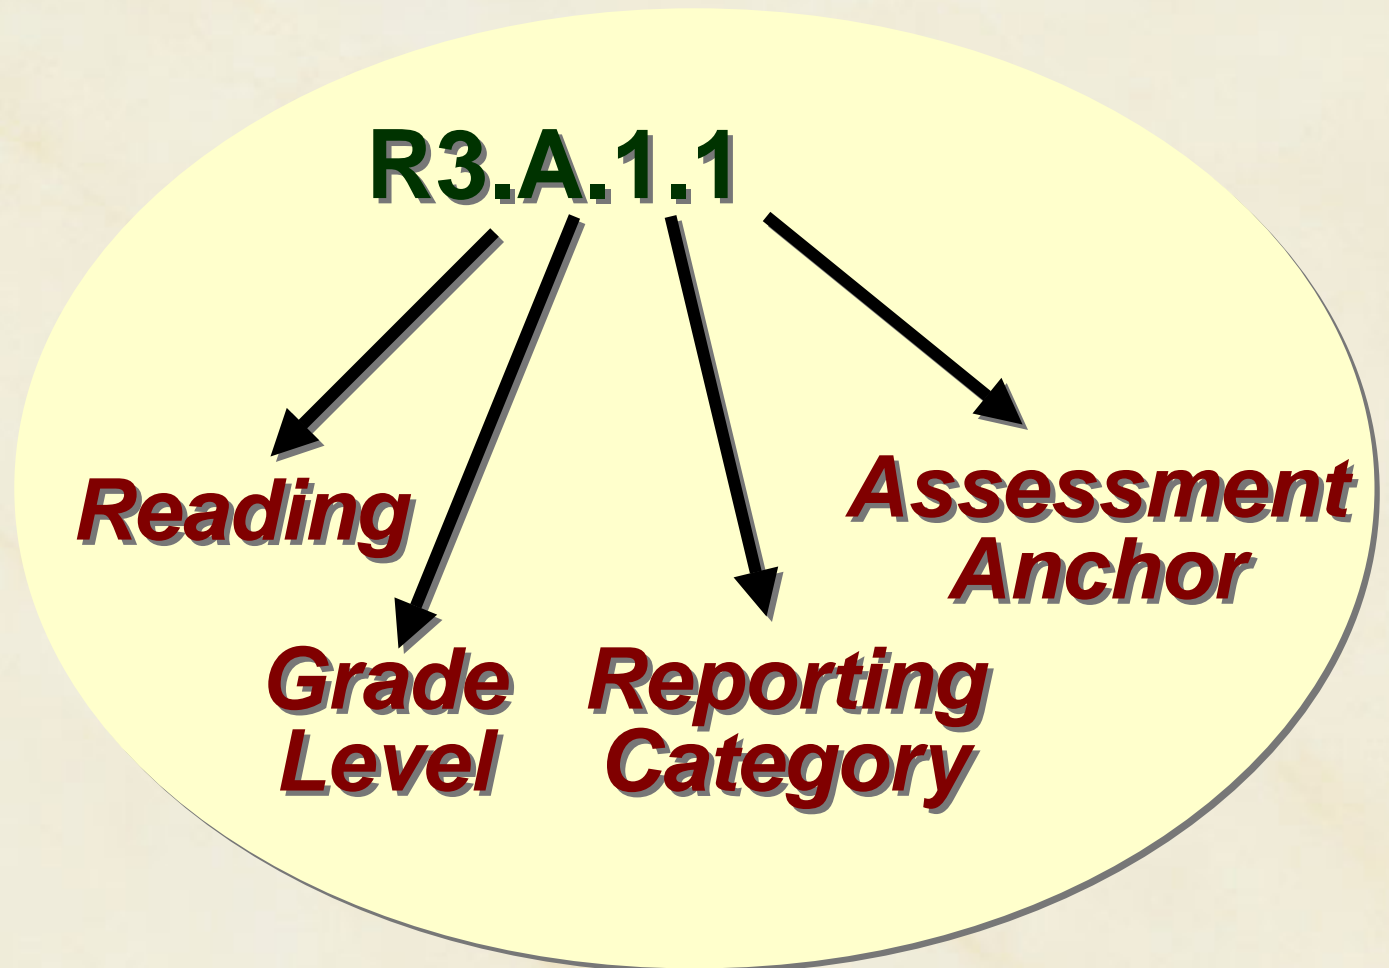 R3.A.1.1
Reading
Assessment
Anchor
Grade
Level
Reporting
Category